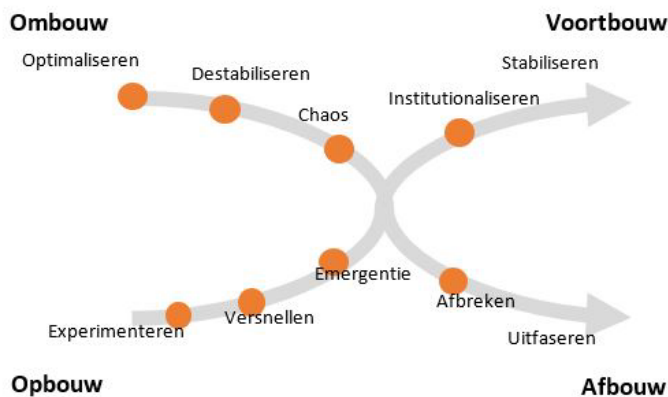 Ombouw
Voortbouw
Optimaliseren
Stabiliseren
Destabiliseren
Institutionaliseren
Chaos
Emergentie
Afbreken
Versnellen
Experimenteren
Uitfaseren
Opbouw
Afbouw